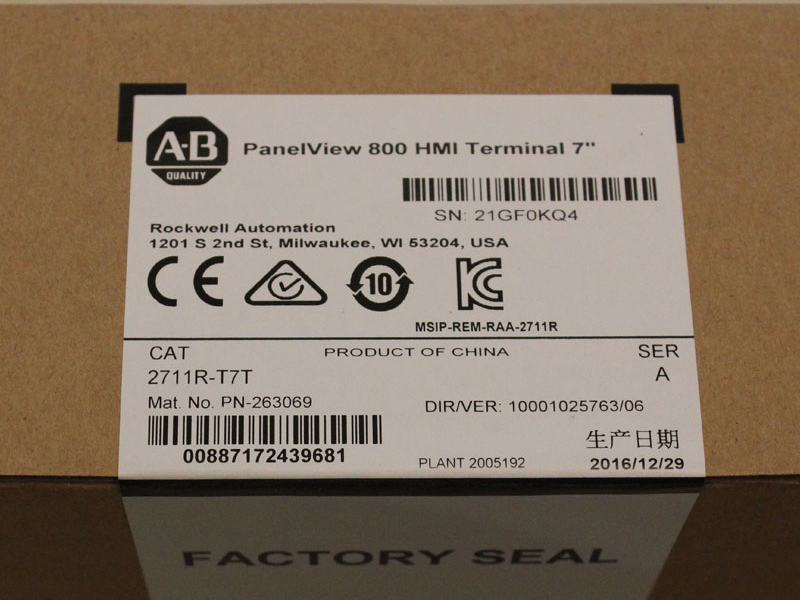 A-B
QUALITY
PanelView 800 HMI Terminal 7"
SN: 21GF0KQ4
Rockwell Automation
1201 S 2nd St, Milwaukee, WI 53204, USA
CE
10
KC
MSIP-REM-RAA-2711R
CAT
PRODUCT OF CHINA
SER
2711R-T7T
A
Mat. No. PN-263069
DIR/VER: 10001025763/06
00887172439681
生产日期
PLANT 2005192
2016/12/29
FACTORY SEAL